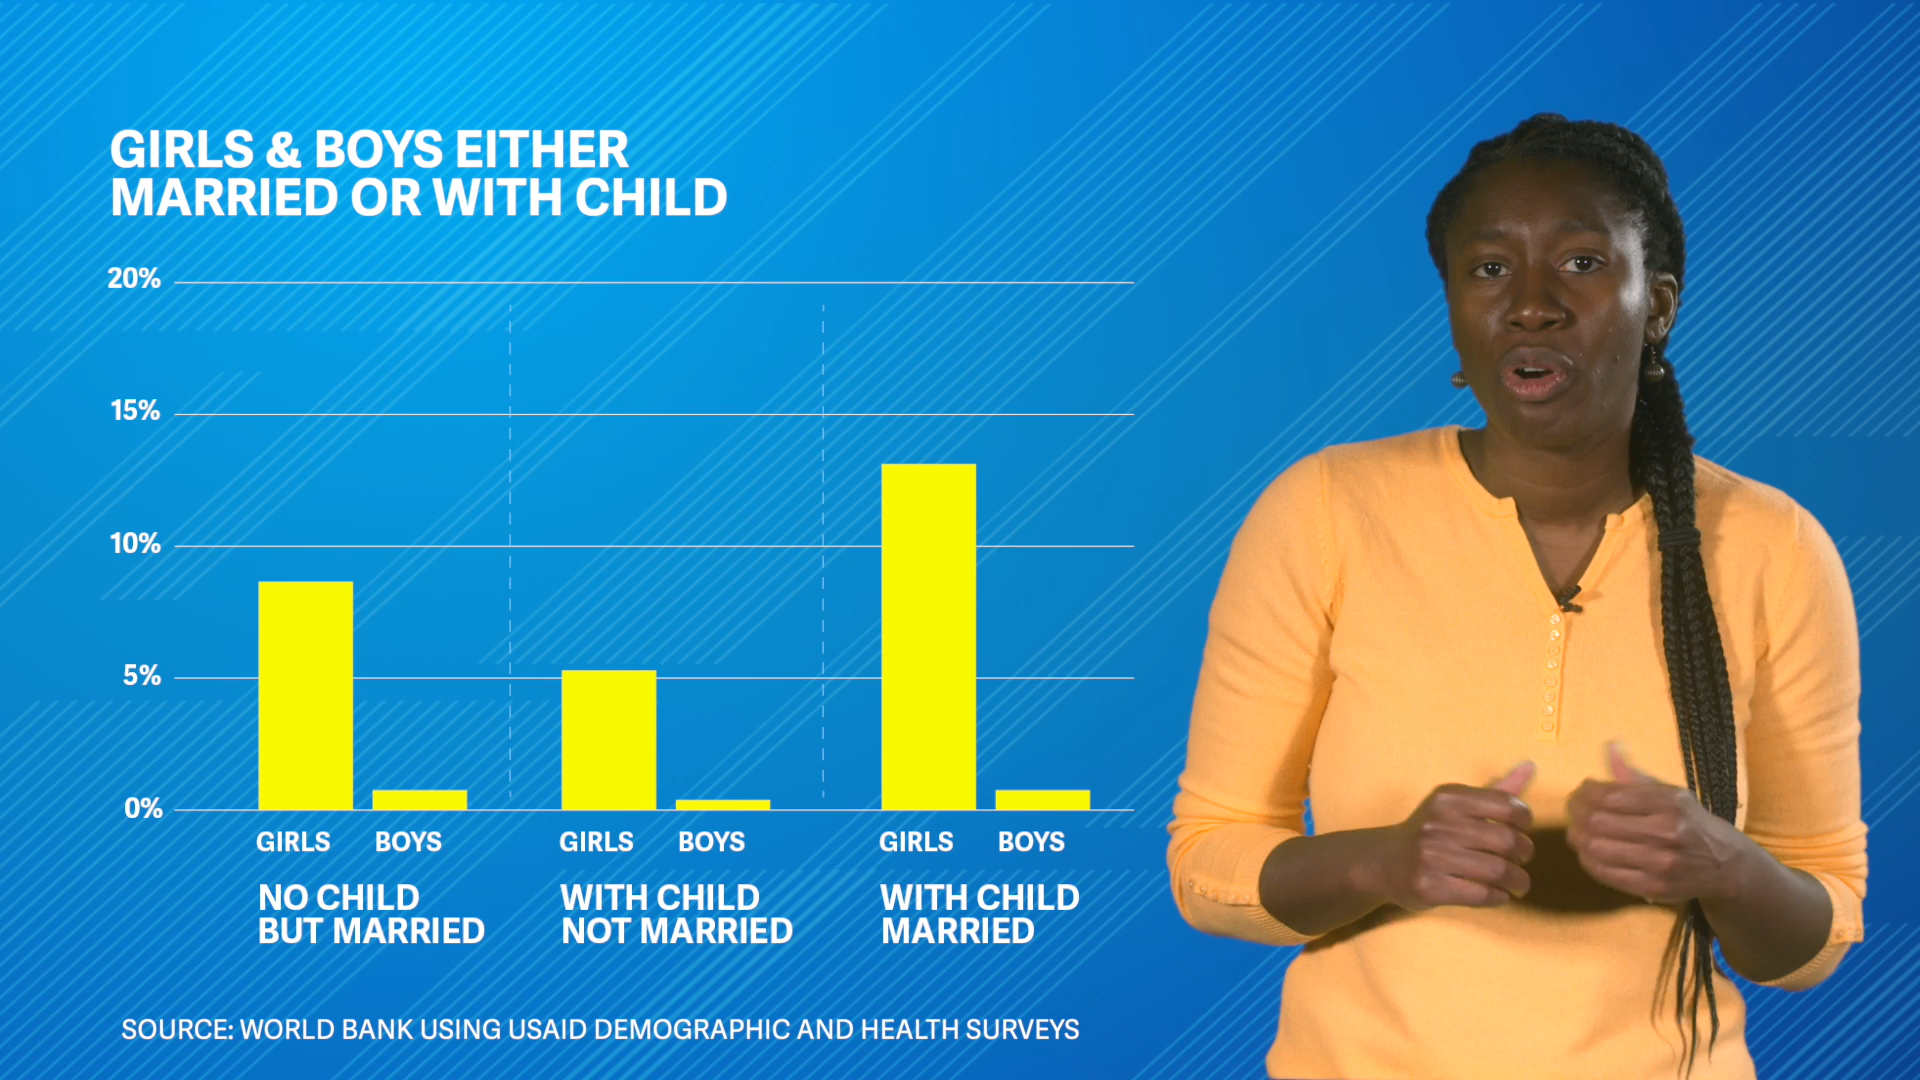 GIRLS & BOYS EITHER
MARRIED OR WITH CHILD
20%
15%
10%
5%
0%
GIRLS BOYS GIRLS BOYS GIRLS BOYS
NO CHILD
BUT MARRIED
WITH CHILD
NOT MARRIED
WITH CHILD
MARRIED
SOURCE: WORLD BANK USING USAID DEMOGRAPHIC AND HEALTH SURVEYS